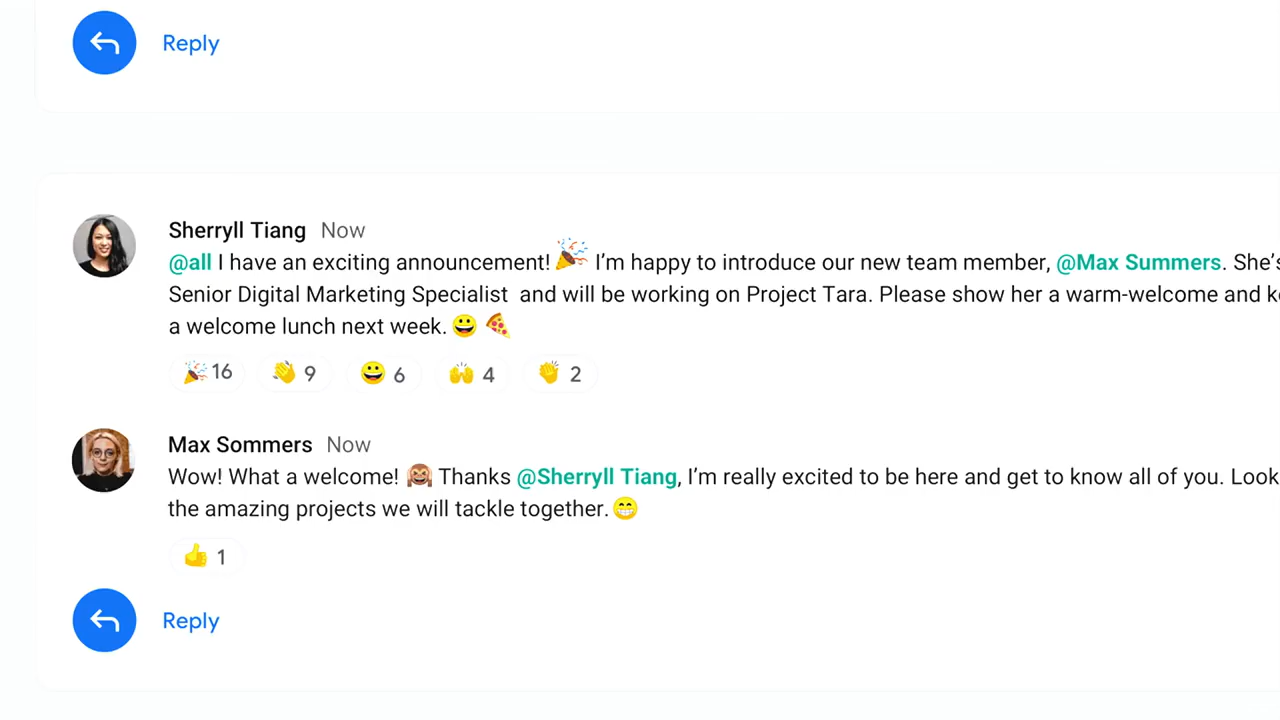 Reply
Sherryll Tiang Now
@all I have an exciting announcement! 🎉 I'm happy to introduce our new team member, @Max Summers. She's
Senior Digital Marketing Specialist and will be working on Project Tara. Please show her a warm-welcome and
a welcome lunch next week. 😀 🍕
🎉 16 👋 9 😀 6 🙌 4 👏 2
Max Sommers Now
Wow! What a welcome! 🙈 Thanks @Sherryll Tiang, I'm really excited to be here and get to know all of you. Look
the amazing projects we will tackle together. 😁
👍 1
Reply